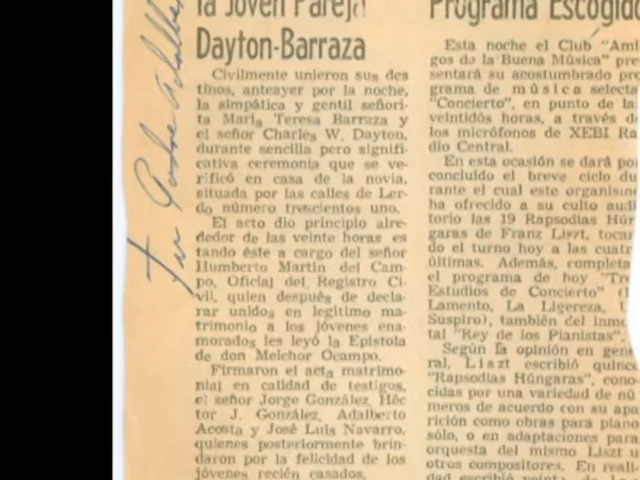 la Joven Pareja
Dayton-Barraza
Civilmente unieron sus des
tinos, anteayer por la noche,
la simpática y gentil señori-
ta María Teresa Barraza y
el señor Charles W. Dayton,
durante sencilla pero signifi-
cativa ceremonia que se ve-
rificó en casa de la novia,
situada por las calles de Ler-
do número trescientos uno.
El acto dio principio alre-
dedor de las veinte horas es
tando éste a cargo del señor
Humberto Martin del Cam-
po, Oficial del Registro Ci-
vil, quien después de decla-
rar unidos en legítimo ma-
trimonio a los jóvenes ena-
morados les leyó la Epístola
de don Melchor Ocampo.
Firmaron el acta matrimo-
nial en calidad de testigos,
el señor Jorge González, Héc
tor J. González, Adalberto
Acosta y José Luis Navarro,
quienes posteriormente brin-
daron por la felicidad de los
jóvenes recién casados.
Programa Escogido
Esta noche el Club "Ami
gos de la Buena Música" pre
sentará su acostumbrado pro
grama de música selecta
"Concierto", en punto de la
veintidós horas, a través d
los micrófonos de XEBI Ra
dio Central.
En esta ocasión se dará por
concluido el breve ciclo du
rante el cual este organism
ha ofrecido a su culto audi
torio las 19 Rapsodias Hún
garas de Franz Liszt, tocan
do el turno hoy a las cuatr
últimas. Además, completa
el programa de hoy "Tre
Estudios de Concierto" (I
Lamento, La Ligereza, U
Suspiro), también del inmo
tal "Rey de los Pianistas".
Según la opinión en gene
ral, Liszt escribió quince
"Rapsodias Húngaras", cono
cidas por una variedad de nú
meros de acuerdo con su apa
rición como obras para piano
sólo, o en adaptaciones para
orquesta del mismo Liszt u
otros compositores. En reali
dad escribió veinte, de